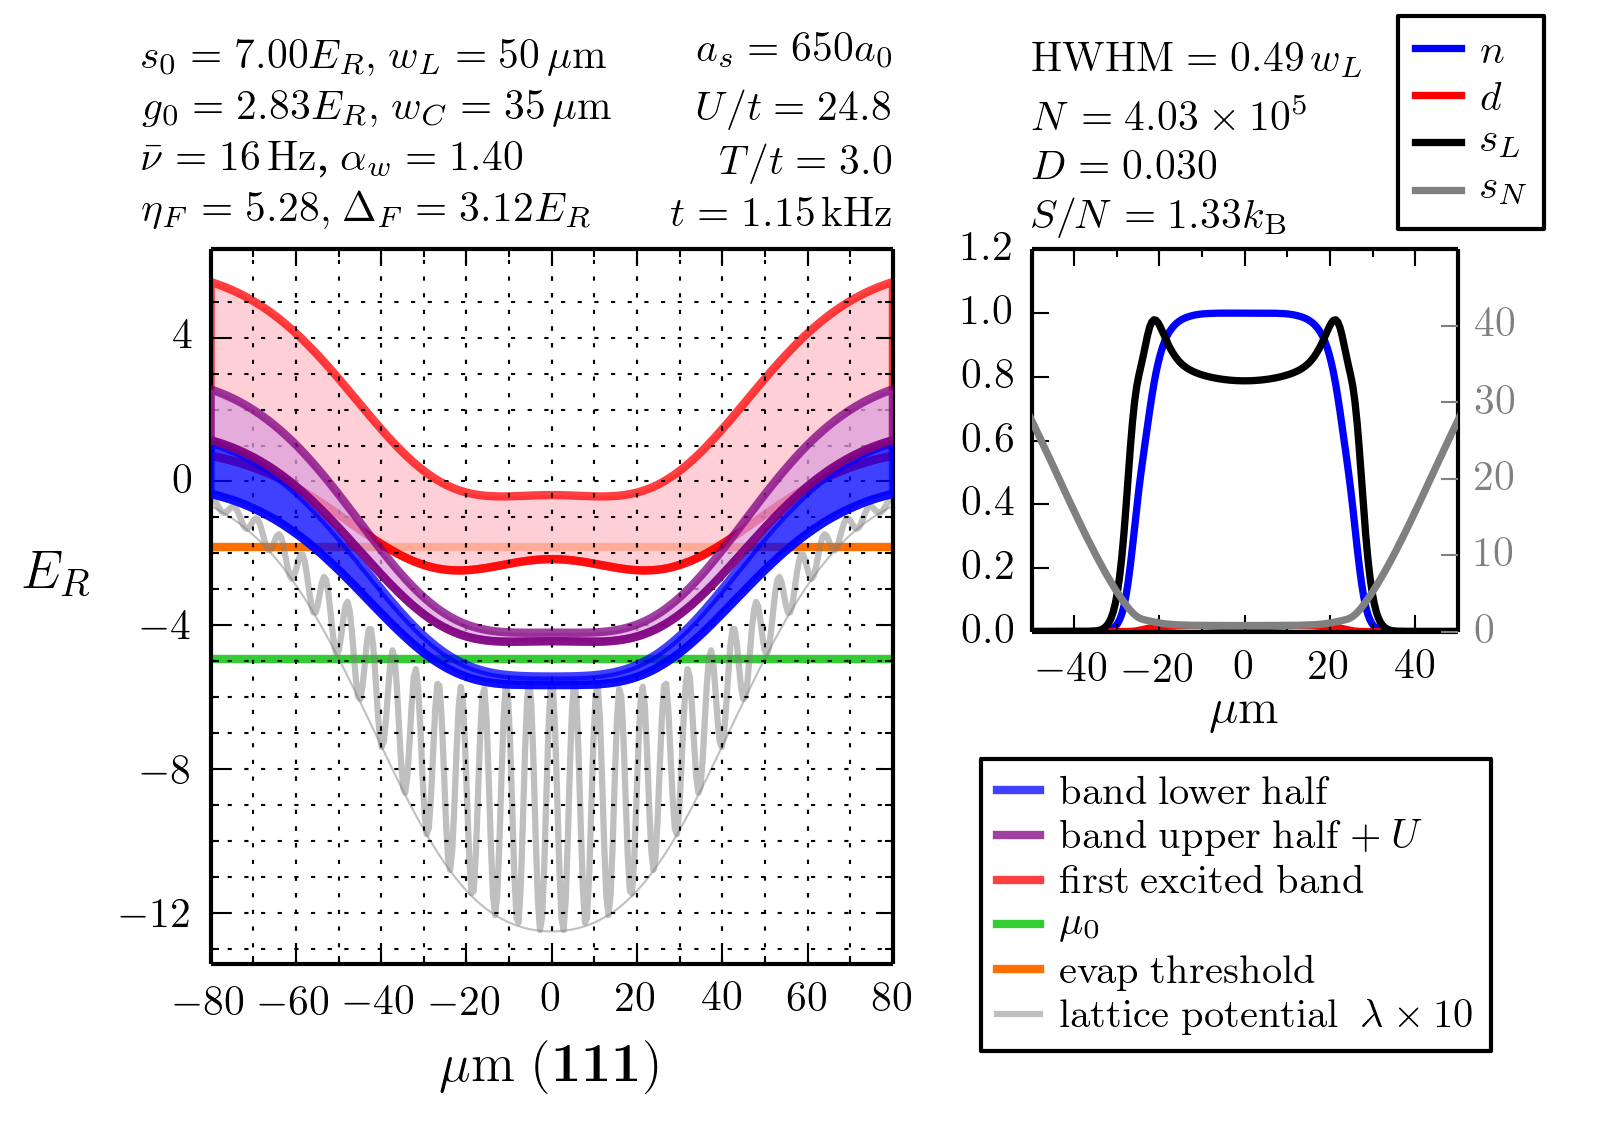 s₀ = 7.00E_R, w_L = 50 μm
g₀ = 2.83E_R, w_C = 35 μm
ν̄ = 16 Hz, α_w = 1.40
η_F = 5.28, Δ_F = 3.12E_R
a_s = 650a₀
U/t = 24.8
T/t = 3.0
t = 1.15 kHz
HWHM = 0.49 w_L
N = 4.03 × 10⁵
D = 0.030
S/N = 1.33k_B
n
d
s_L
s_N
E_R
4
0
−4
−8
−12
−80 −60 −40 −20 0 20 40 60 80
μm (111)
1.2
1.0
0.8
0.6
0.4
0.2
0.0
40
30
20
10
0
−40 −20 0 20 40
μm
band lower half
band upper half + U
first excited band
μ₀
evap threshold
lattice potential λ × 10